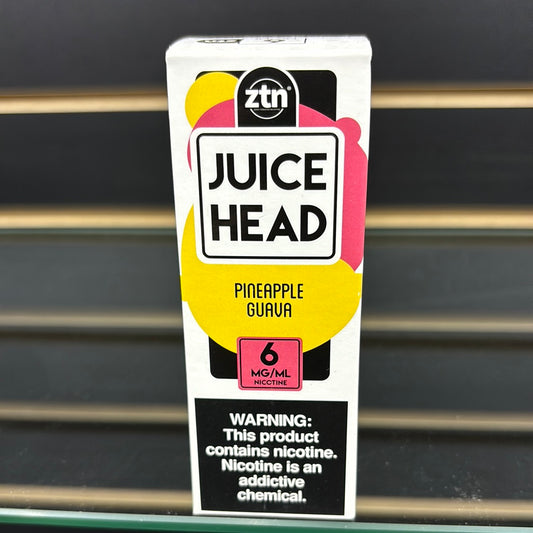 ztn
JUICE
HEAD
PINEAPPLE
GUAVA
6
MG/ML
NICOTINE
WARNING:
This product
contains nicotine.
Nicotine is an
addictive
chemical.